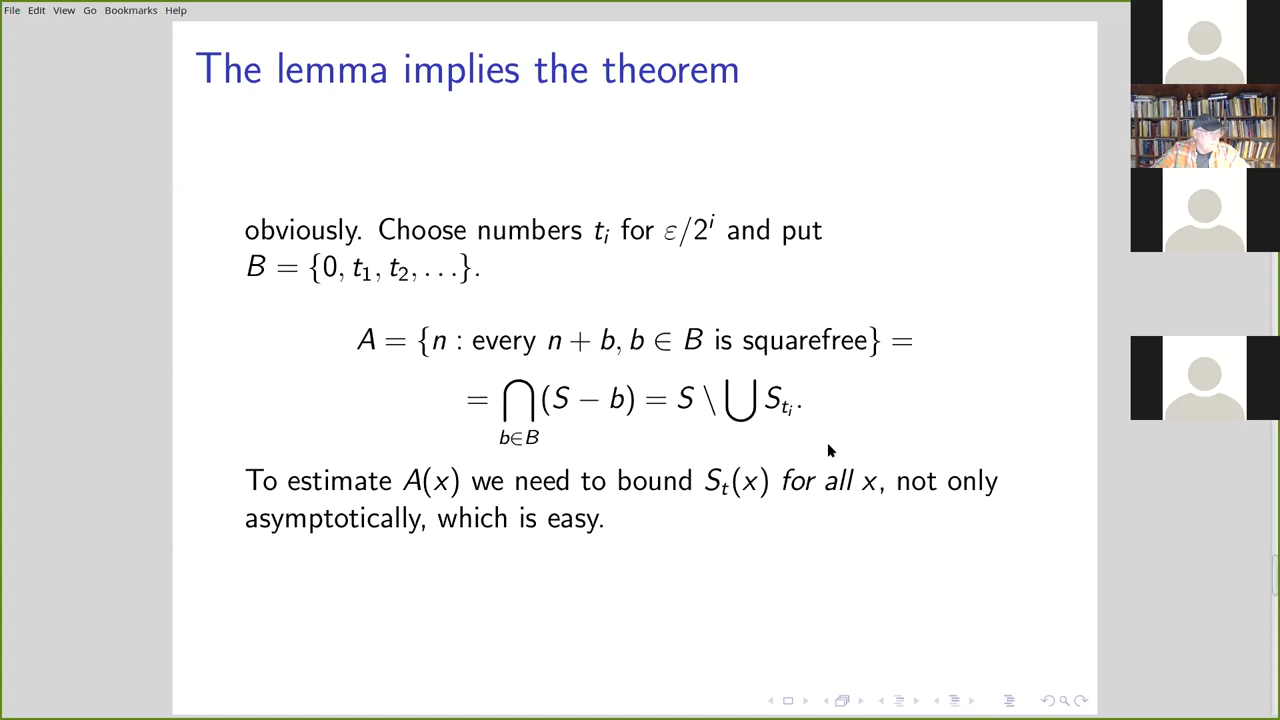 File Edit View Go Bookmarks Help
The lemma implies the theorem
obviously. Choose numbers tᵢ for ε/2ⁱ and put
B = {0, t₁, t₂, . . .}.
A = {n : every n + b, b ∈ B is squarefree} =
= ⋂_{b∈B} (S − b) = S \ ⋃ S_{tᵢ}.
To estimate A(x) we need to bound Sₜ(x) for all x, not only
asymptotically, which is easy.